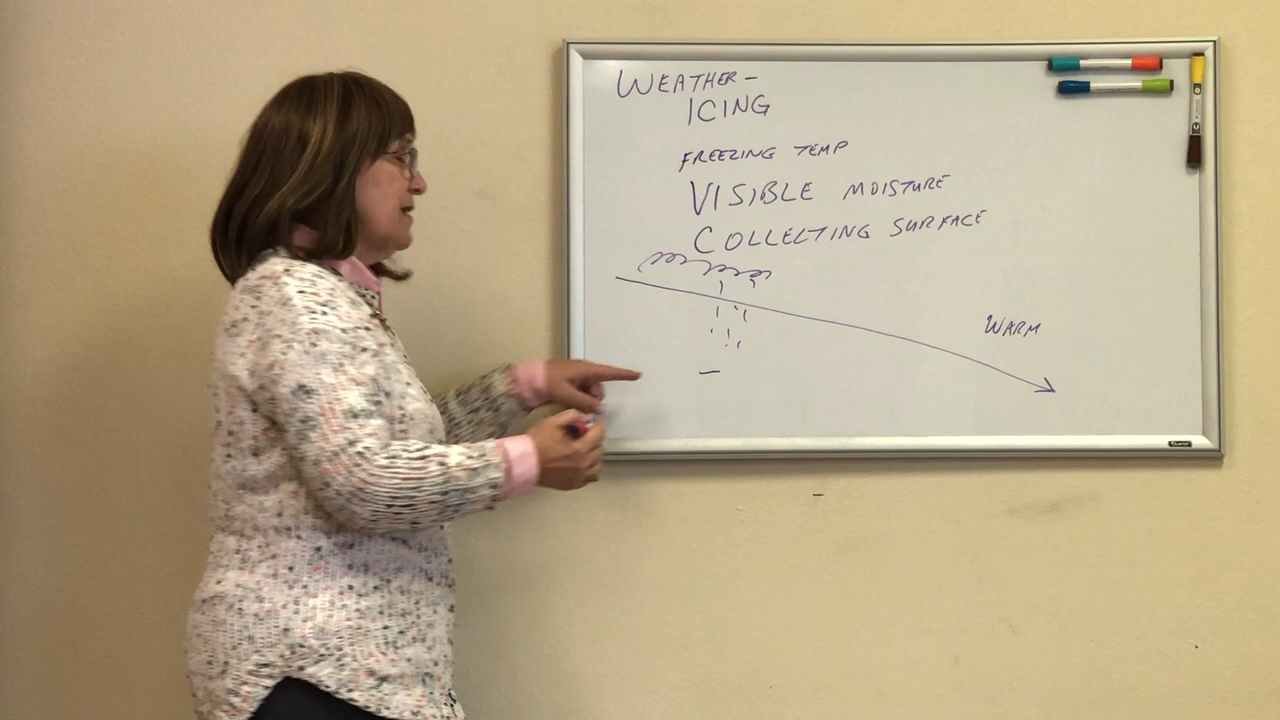 WEATHER -
ICING
FREEZING TEMP
VISIBLE MOISTURE
COLLECTING SURFACE
WARM